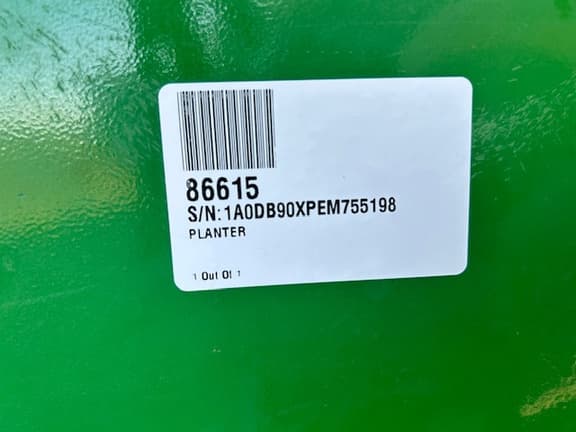 86615
S/N:1A0DB90XPEM755198
PLANTER
1 Out Of 1